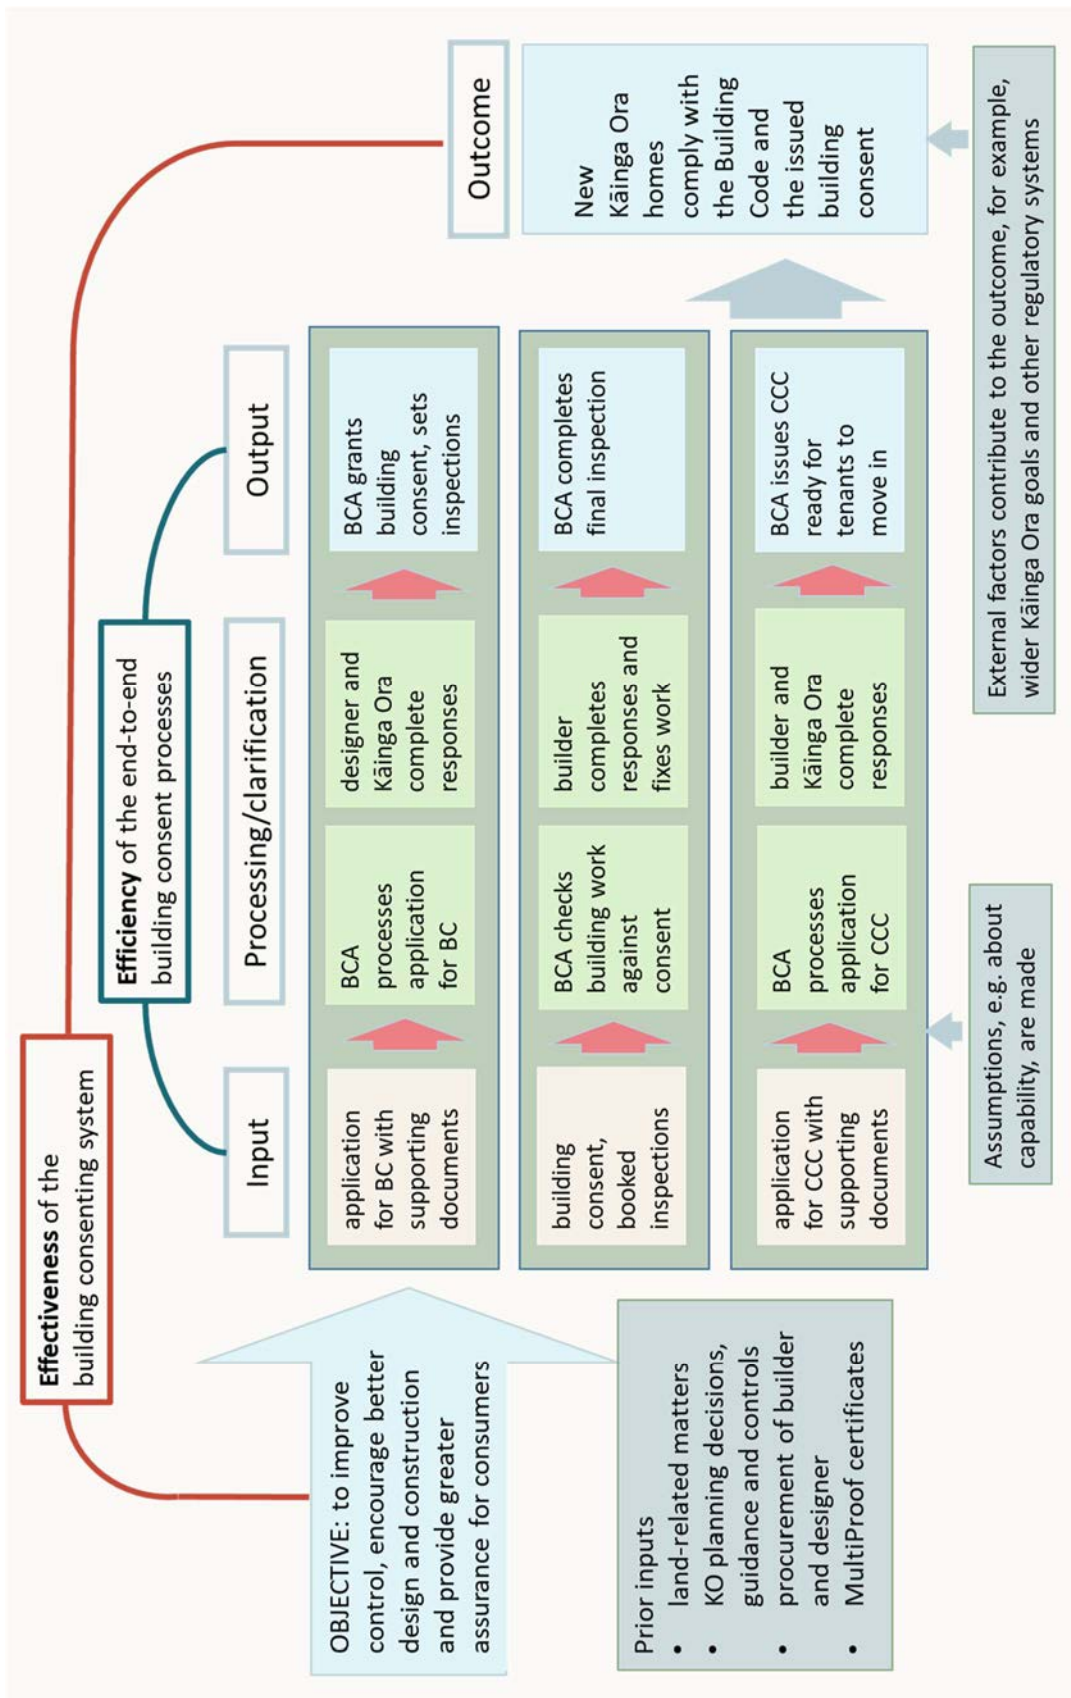 Effectiveness of the
building consenting system
Efficiency of the end-to-end
building consent processes
Input
Processing/clarification
Output
Outcome
OBJECTIVE: to improve
control, encourage better
design and construction
and provide greater
assurance for consumers
Prior inputs
• land-related matters
• KO planning decisions,
guidance and controls
• procurement of builder
and designer
• MultiProof certificates
application
for BC with
supporting
documents
BCA
processes
application
for BC
designer and
Kāinga Ora
complete
responses
BCA grants
building
consent, sets
inspections
building
consent,
booked
inspections
BCA checks
building work
against
consent
builder
completes
responses and
fixes work
BCA completes
final inspection
application
for CCC with
supporting
documents
BCA
processes
application
for CCC
builder and
Kāinga Ora
complete
responses
BCA issues CCC
ready for
tenants to
move in
New
Kāinga Ora
homes
comply with
the Building
Code and
the issued
building
consent
Assumptions, e.g. about
capability, are made
External factors contribute to the outcome, for example,
wider Kāinga Ora goals and other regulatory systems